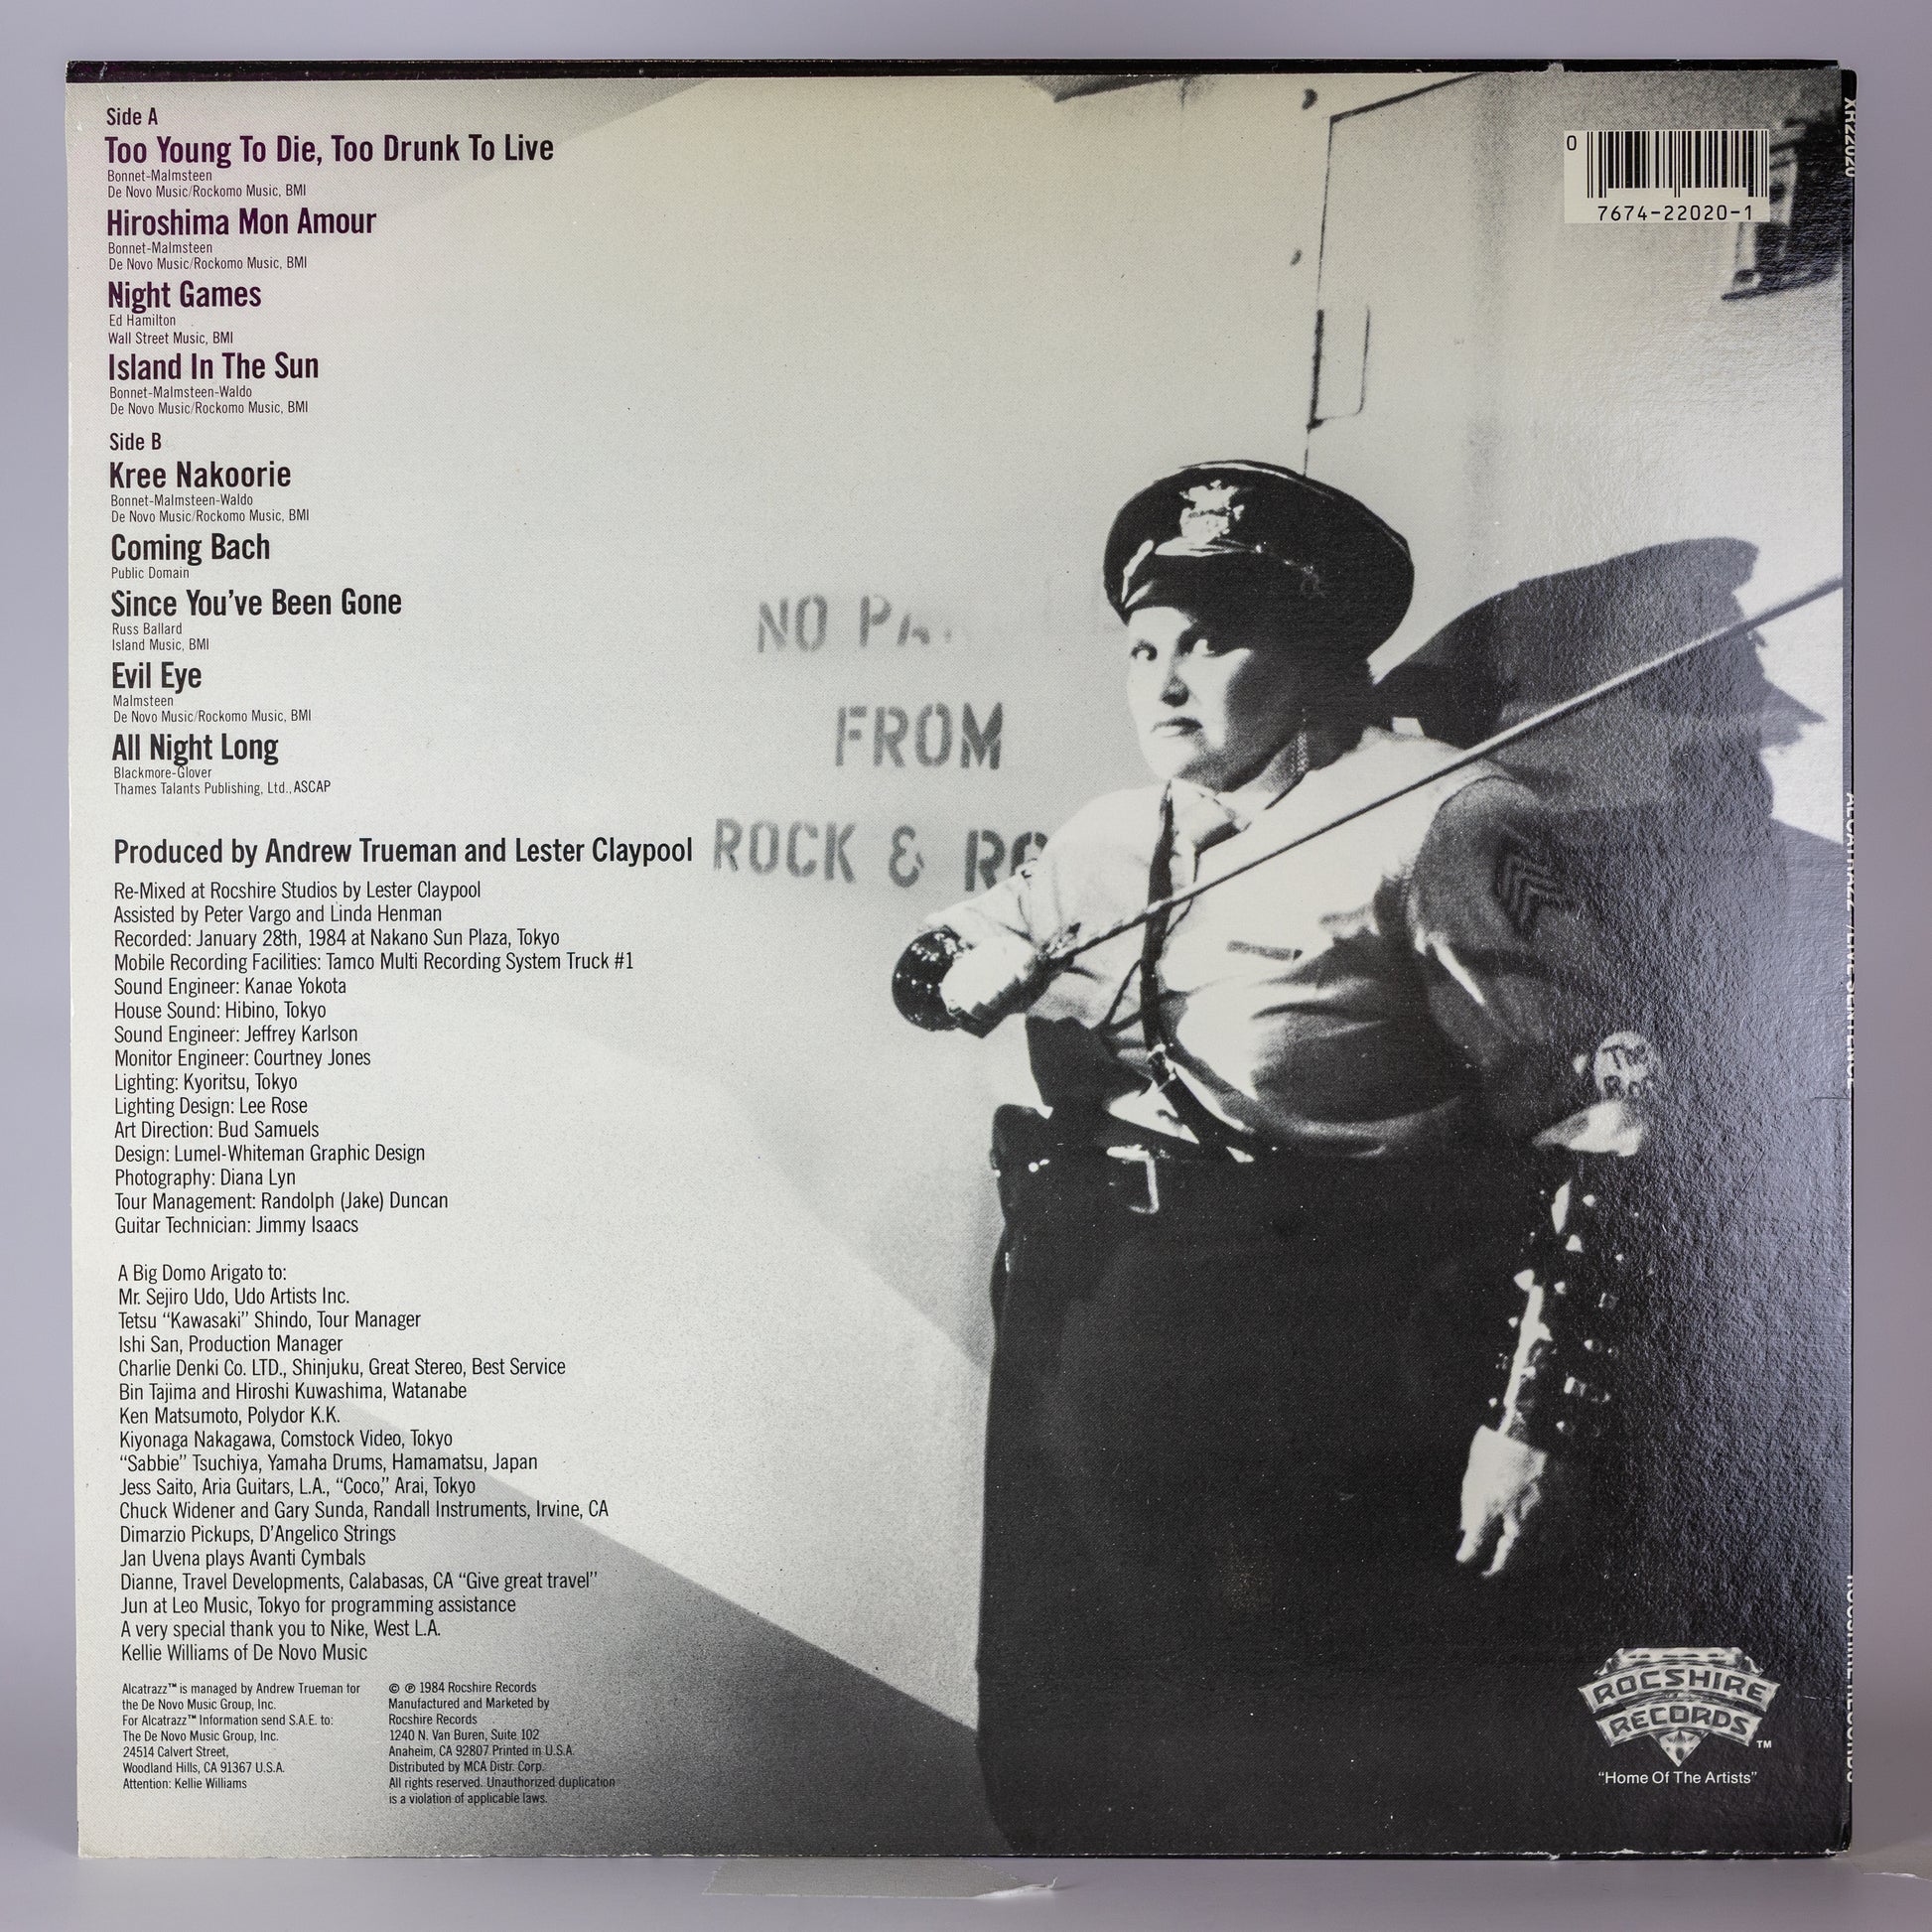 Side A
Too Young To Die, Too Drunk To Live
Bonnet-Malmsteen
De Novo Music/Rockomo Music, BMI
Hiroshima Mon Amour
Bonnet-Malmsteen
De Novo Music/Rockomo Music, BMI
Night Games
Ed Hamilton
Wall Street Music, BMI
Island In The Sun
Bonnet-Malmsteen-Waldo
De Novo Music/Rockomo Music, BMI
Side B
Kree Nakoorie
Bonnet-Malmsteen-Waldo
De Novo Music/Rockomo Music, BMI
Coming Bach
Public Domain
Since You've Been Gone
Russ Ballard
Island Music, BMI
Evil Eye
Malmsteen
De Novo Music/Rockomo Music, BMI
All Night Long
Blackmore-Glover
Thames Talants Publishing, Ltd., ASCAP
Produced by Andrew Trueman and Lester Claypool
Re-Mixed at Rocshire Studios by Lester Claypool
Assisted by Peter Vargo and Linda Henman
Recorded: January 28th, 1984 at Nakano Sun Plaza, Tokyo
Mobile Recording Facilities: Tamco Multi Recording System Truck #1
Sound Engineer: Kanae Yokota
House Sound: Hibino, Tokyo
Sound Engineer: Jeffrey Karlson
Monitor Engineer: Courtney Jones
Lighting: Kyoritsu, Tokyo
Lighting Design: Lee Rose
Art Direction: Bud Samuels
Design: Lumel-Whiteman Graphic Design
Photography: Diana Lyn
Tour Management: Randolph (Jake) Duncan
Guitar Technician: Jimmy Isaacs
A Big Domo Arigato to:
Mr. Sejiro Udo, Udo Artists Inc.
Tetsu "Kawasaki" Shindo, Tour Manager
Ishi San, Production Manager
Charlie Denki Co. LTD., Shinjuku, Great Stereo, Best Service
Bin Tajima and Hiroshi Kuwashima, Watanabe
Ken Matsumoto, Polydor K.K.
Kiyonaga Nakagawa, Comstock Video, Tokyo
"Sabbie" Tsuchiya, Yamaha Drums, Hamamatsu, Japan
Jess Saito, Aria Guitars, L.A., "Coco," Arai, Tokyo
Chuck Widener and Gary Sunda, Randall Instruments, Irvine, CA
Dimarzio Pickups, D'Angelico Strings
Jan Uvena plays Avanti Cymbals
Dianne, Travel Developments, Calabasas, CA "Give great travel"
Jun at Leo Music, Tokyo for programming assistance
A very special thank you to Nike, West L.A.
Kellie Williams of De Novo Music
Alcatrazz™ is managed by Andrew Trueman for
the De Novo Music Group, Inc.
For Alcatrazz™ Information send S.A.E. to:
The De Novo Music Group, Inc.
24514 Calvert Street,
Woodland Hills, CA 91367 U.S.A.
Attention: Kellie Williams
© ℗ 1984 Rocshire Records
Manufactured and Marketed by
Rocshire Records
1240 N. Van Buren, Suite 102
Anaheim, CA 92807 Printed in U.S.A.
Distributed by MCA Distr. Corp.
All rights reserved. Unauthorized duplication
is a violation of applicable laws.
NO PA
FROM
ROCK & RO
0
7674-22020-1
ROCSHIRE
RECORDS
™
"Home Of The Artists"